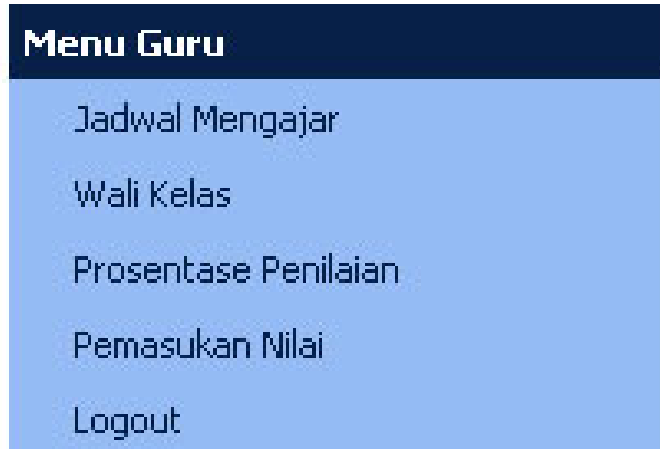 Menu Guru
Jadwal Mengajar
Wali Kelas
Prosentase Penilaian
Pemasukan Nilai
Logout